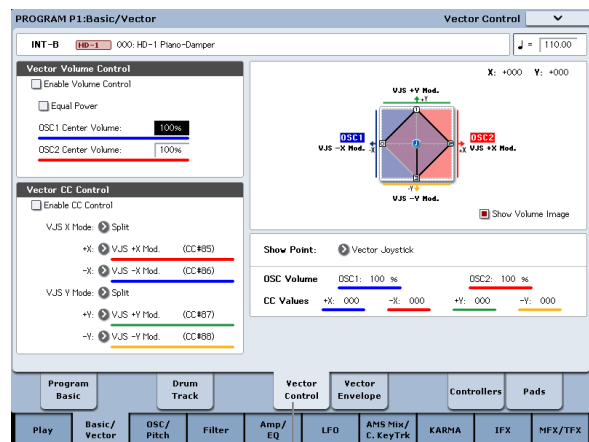 PROGRAM P1:Basic/Vector Vector Control
INT-B HD-1 000: HD-1 Piano-Damper ♩ = 110.00
Vector Volume Control
Enable Volume Control
Equal Power
OSC1 Center Volume: 100%
OSC2 Center Volume: 100%
Vector CC Control
Enable CC Control
VJS X Mode: Split
+X: VJS +X Mod. (CC#85)
-X: VJS -X Mod. (CC#86)
VJS Y Mode: Split
+Y: VJS +Y Mod. (CC#87)
-Y: VJS -Y Mod. (CC#88)
X: +000 Y: +000
VJS +Y Mod.
+Y
OSC1
VJS -X Mod.
-X
OSC2
+X VJS +X Mod.
-Y
VJS -Y Mod.
Show Volume Image
Show Point: Vector Joystick
OSC Volume OSC1: 100 % OSC2: 100 %
CC Values +X: 000 -X: 000 +Y: 000 -Y: 000
Program Basic
Drum Track
Vector Control
Vector Envelope
Controllers
Pads
Play
Basic/ Vector
OSC/ Pitch
Filter
Amp/ EQ
LFO
AMS Mix/ C. KeyTrk
KARMA
IFX
MFX/TFX